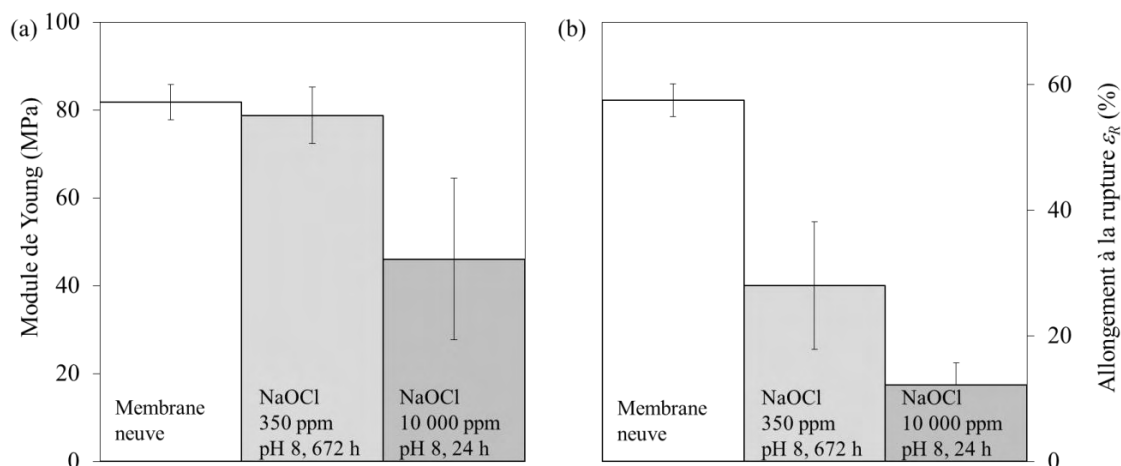 (a)
Module de Young (MPa)
100
80
60
40
20
0
Membrane
neuve
NaOCl
350 ppm
pH 8, 672 h
NaOCl
10 000 ppm
pH 8, 24 h
(b)
Membrane
neuve
NaOCl
350 ppm
pH 8, 672 h
NaOCl
10 000 ppm
pH 8, 24 h
60
40
20
0
Allongement à la rupture εR (%)